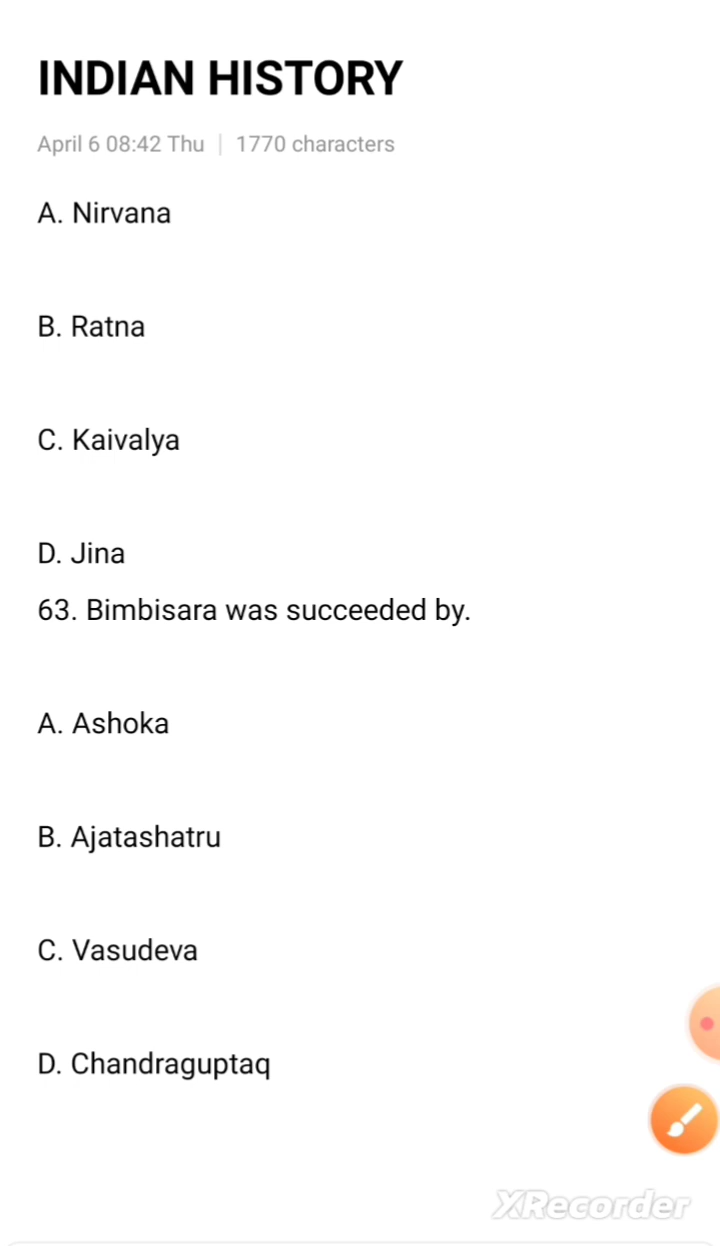 INDIAN HISTORY
April 6 08:42 Thu | 1770 characters
A. Nirvana
B. Ratna
C. Kaivalya
D. Jina
63. Bimbisara was succeeded by.
A. Ashoka
B. Ajatashatru
C. Vasudeva
D. Chandraguptaq
XRecorder